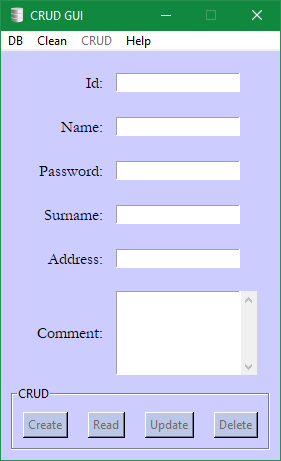 CRUD GUI
DB Clean CRUD Help
Id:
Name:
Password:
Surname:
Address:
Comment:
CRUD
Create Read Update Delete